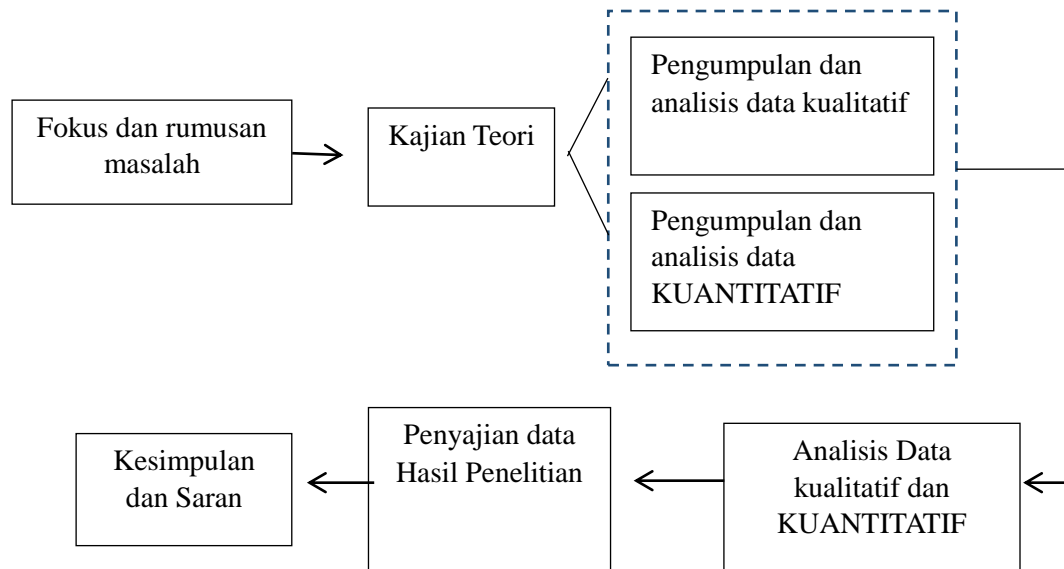 Fokus dan rumusan
masalah
Kajian Teori
Pengumpulan dan
analisis data kualitatif
Pengumpulan dan
analisis data
KUANTITATIF
Kesimpulan
dan Saran
Penyajian data
Hasil Penelitian
Analisis Data
kualitatif dan
KUANTITATIF